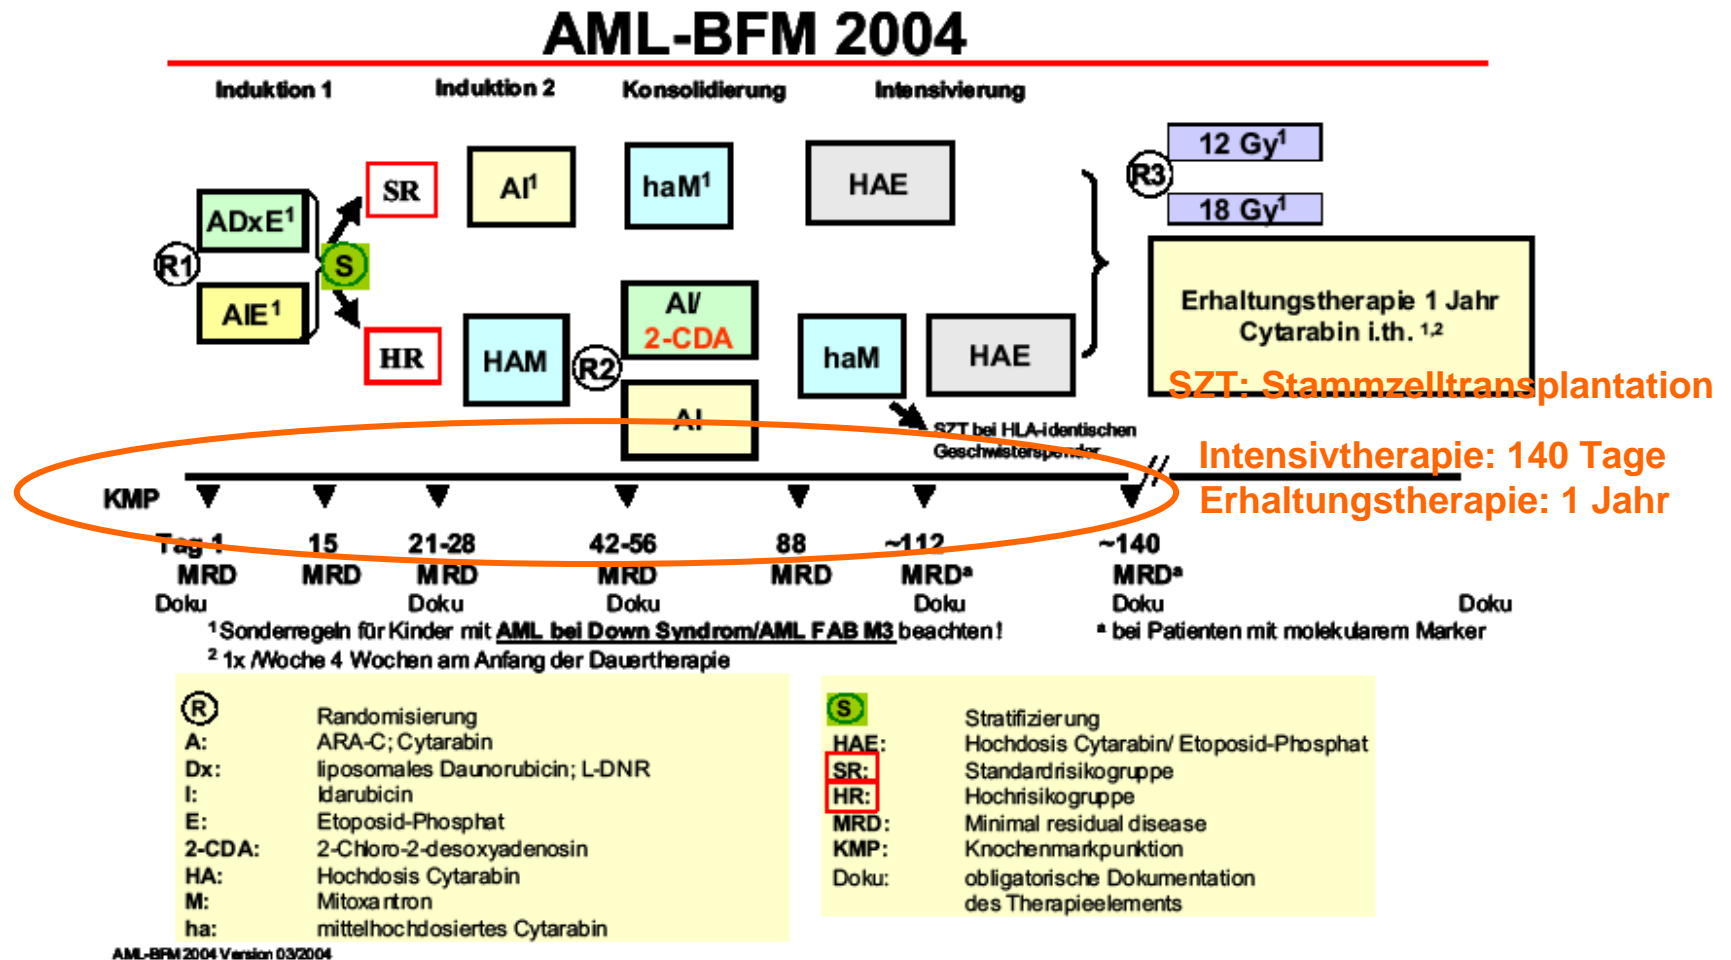 AML-BFM 2004
Induktion 1 Induktion 2 Konsolidierung Intensivierung
R1
ADxE¹
AIE¹
S
SR
AI¹
haM¹
HAE
HR
HAM
R2
AI/
2-CDA
AI
haM
HAE
SZT bei HLA-identischen
Geschwisterspender
R3
12 Gy¹
18 Gy¹
Erhaltungstherapie 1 Jahr
Cytarabin i.th. ¹,²
SZT: Stammzelltransplantation
Intensivtherapie: 140 Tage
Erhaltungstherapie: 1 Jahr
KMP
Tag 1 15 21-28 42-56 88 ~112 ~140
MRD MRD MRD MRD MRD MRDª MRDª
Doku Doku Doku Doku Doku Doku
¹ Sonderregeln für Kinder mit AML bei Down Syndrom/AML FAB M3 beachten !
ª bei Patienten mit molekularem Marker
² 1x /Woche 4 Wochen am Anfang der Dauertherapie
R Randomisierung
A: ARA-C; Cytarabin
Dx: liposomales Daunorubicin; L-DNR
I: Idarubicin
E: Etoposid-Phosphat
2-CDA: 2-Chloro-2-desoxyadenosin
HA: Hochdosis Cytarabin
M: Mitoxantron
ha: mittelhochdosiertes Cytarabin
S Stratifizierung
HAE: Hochdosis Cytarabin/ Etoposid-Phosphat
SR: Standardrisikogruppe
HR: Hochrisikogruppe
MRD: Minimal residual disease
KMP: Knochenmarkpunktion
Doku: obligatorische Dokumentation
des Therapieelements
AML-BFM 2004 Version 03/2004